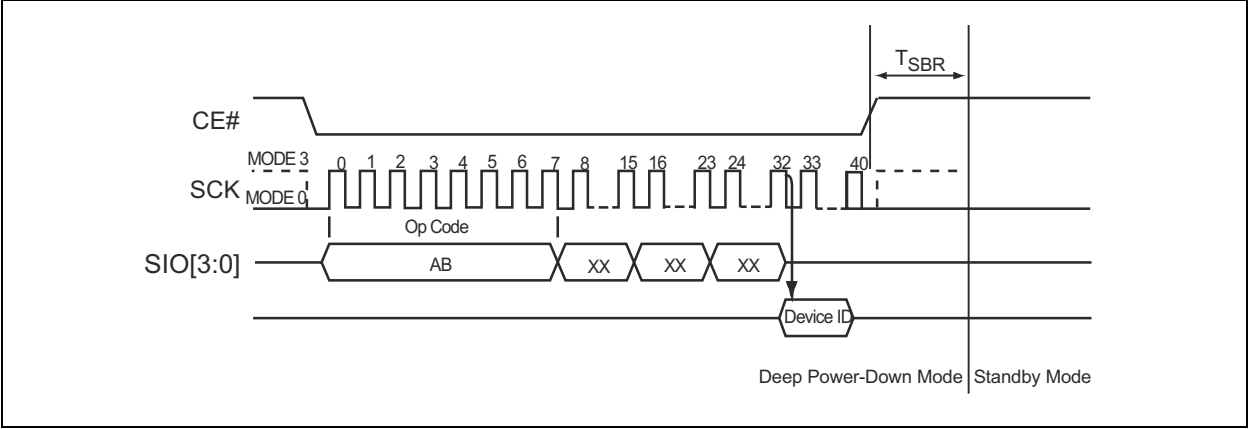 TSBR
CE#
MODE 3
0 1 2 3 4 5 6 7 8 15 16 23 24 32 33 40
SCK
MODE 0
Op Code
SIO[3:0]
AB XX XX XX
Device ID
Deep Power-Down Mode Standby Mode